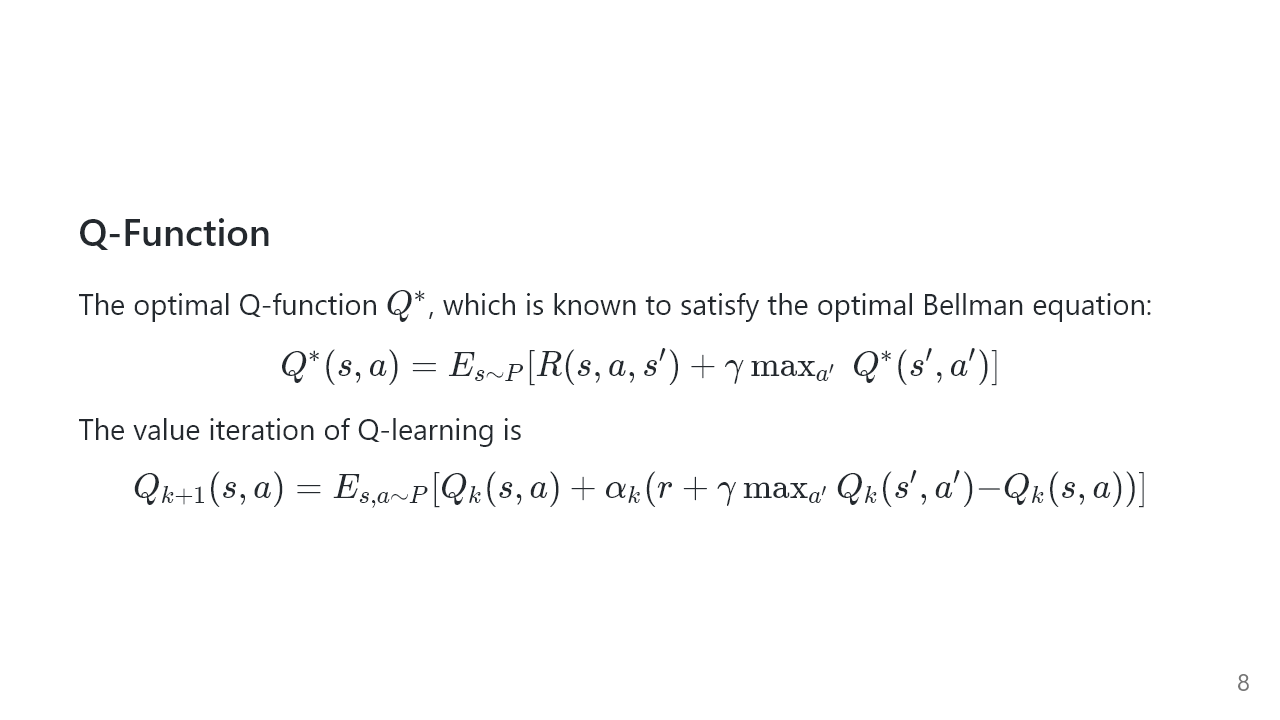 Q-Function
The optimal Q-function Q*, which is known to satisfy the optimal Bellman equation:
Q*(s, a) = E_{s∼P}[R(s, a, s′) + γ max_{a′} Q*(s′, a′)]
The value iteration of Q-learning is
Q_{k+1}(s, a) = E_{s,a∼P}[Q_k(s, a) + α_k(r + γ max_{a′} Q_k(s′, a′)−Q_k(s, a))]
8